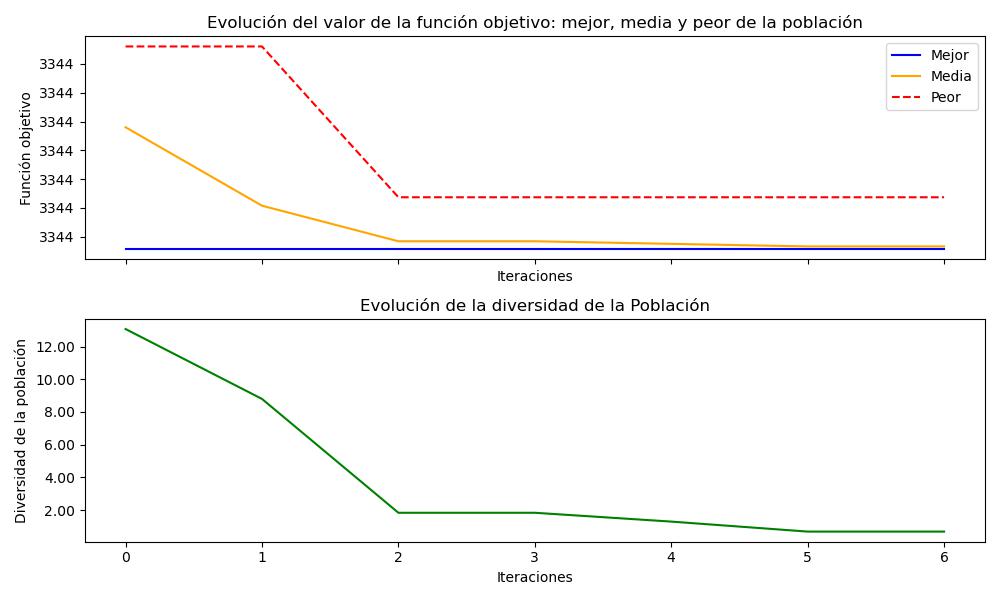 Evolución del valor de la función objetivo: mejor, media y peor de la población
Función objetivo
3344
3344
3344
3344
3344
3344
3344
Mejor
Media
Peor
Iteraciones
Evolución de la diversidad de la Población
Diversidad de la población
12.00
10.00
8.00
6.00
4.00
2.00
0 1 2 3 4 5 6
Iteraciones